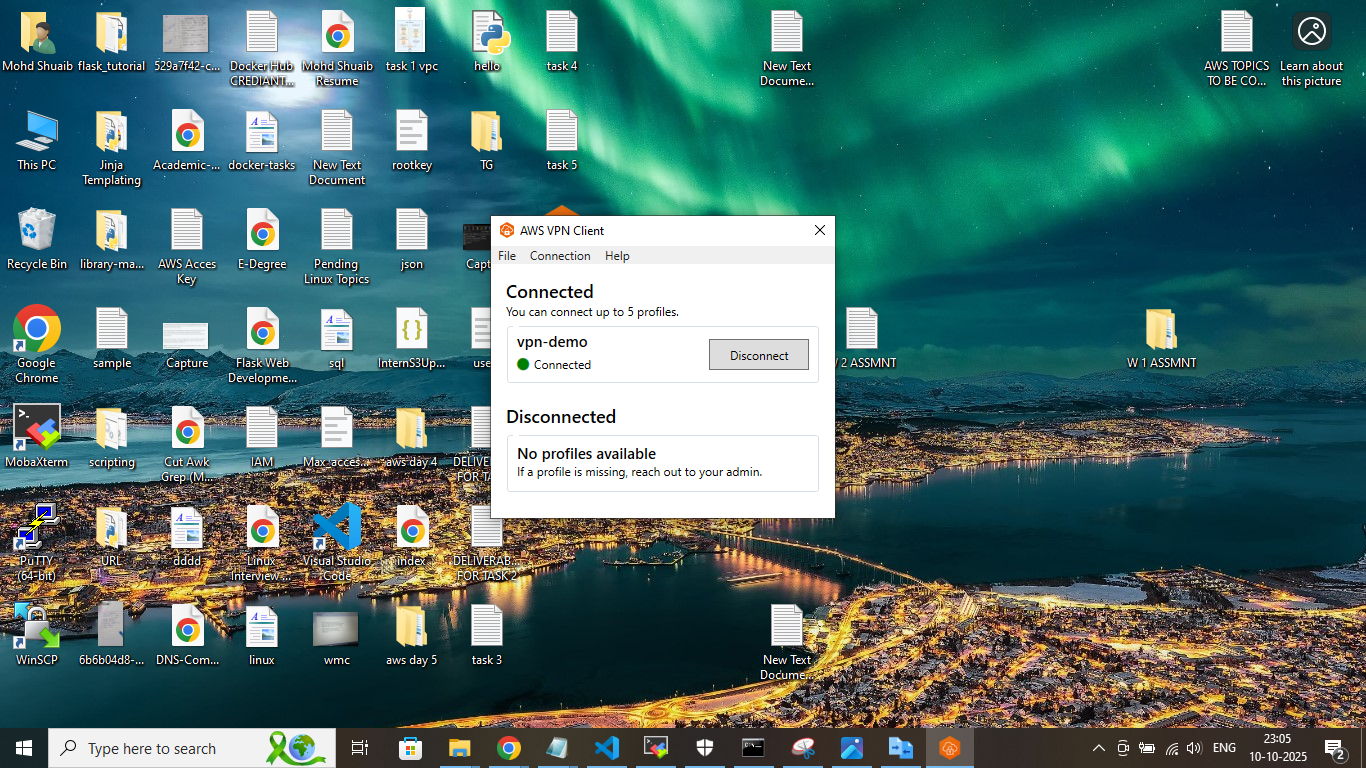 Mohd Shuaib
flask_tutorial
529a7f42-c...
Docker Hub
CREDIANT...
Mohd Shuaib
Resume
task 1 vpc
hello
task 4
New Text
Docume...
AWS TOPICS
TO BE CO...
Learn about
this picture
This PC
Jinja
Templating
Academic-...
docker-tasks
New Text
Document
rootkey
TG
task 5
Recycle Bin
library-ma...
AWS Acces
Key
E-Degree
Pending
Linux Topics
json
Capt
AWS VPN Client
File Connection Help
Connected
You can connect up to 5 profiles.
vpn-demo
Connected
Disconnect
Disconnected
No profiles available
If a profile is missing, reach out to your admin.
Google
Chrome
sample
Capture
Flask Web
Developme...
sql
InternS3Up...
use
2 ASSMNT
W 1 ASSMNT
MobaXterm
scripting
Cut Awk
Grep (M...
IAM
Max_acces...
aws day 4
DELIVERAB
FOR TA
PuTTY
(64-bit)
URL
dddd
Linux
Interview ...
Visual Studio
Code
index
DELIVERAB...
FOR TASK 2
WinSCP
6b6b04d8-...
DNS-Com...
linux
wmc
aws day 5
task 3
New Text
Docume...
Type here to search
ENG
23:05
10-10-2025
2